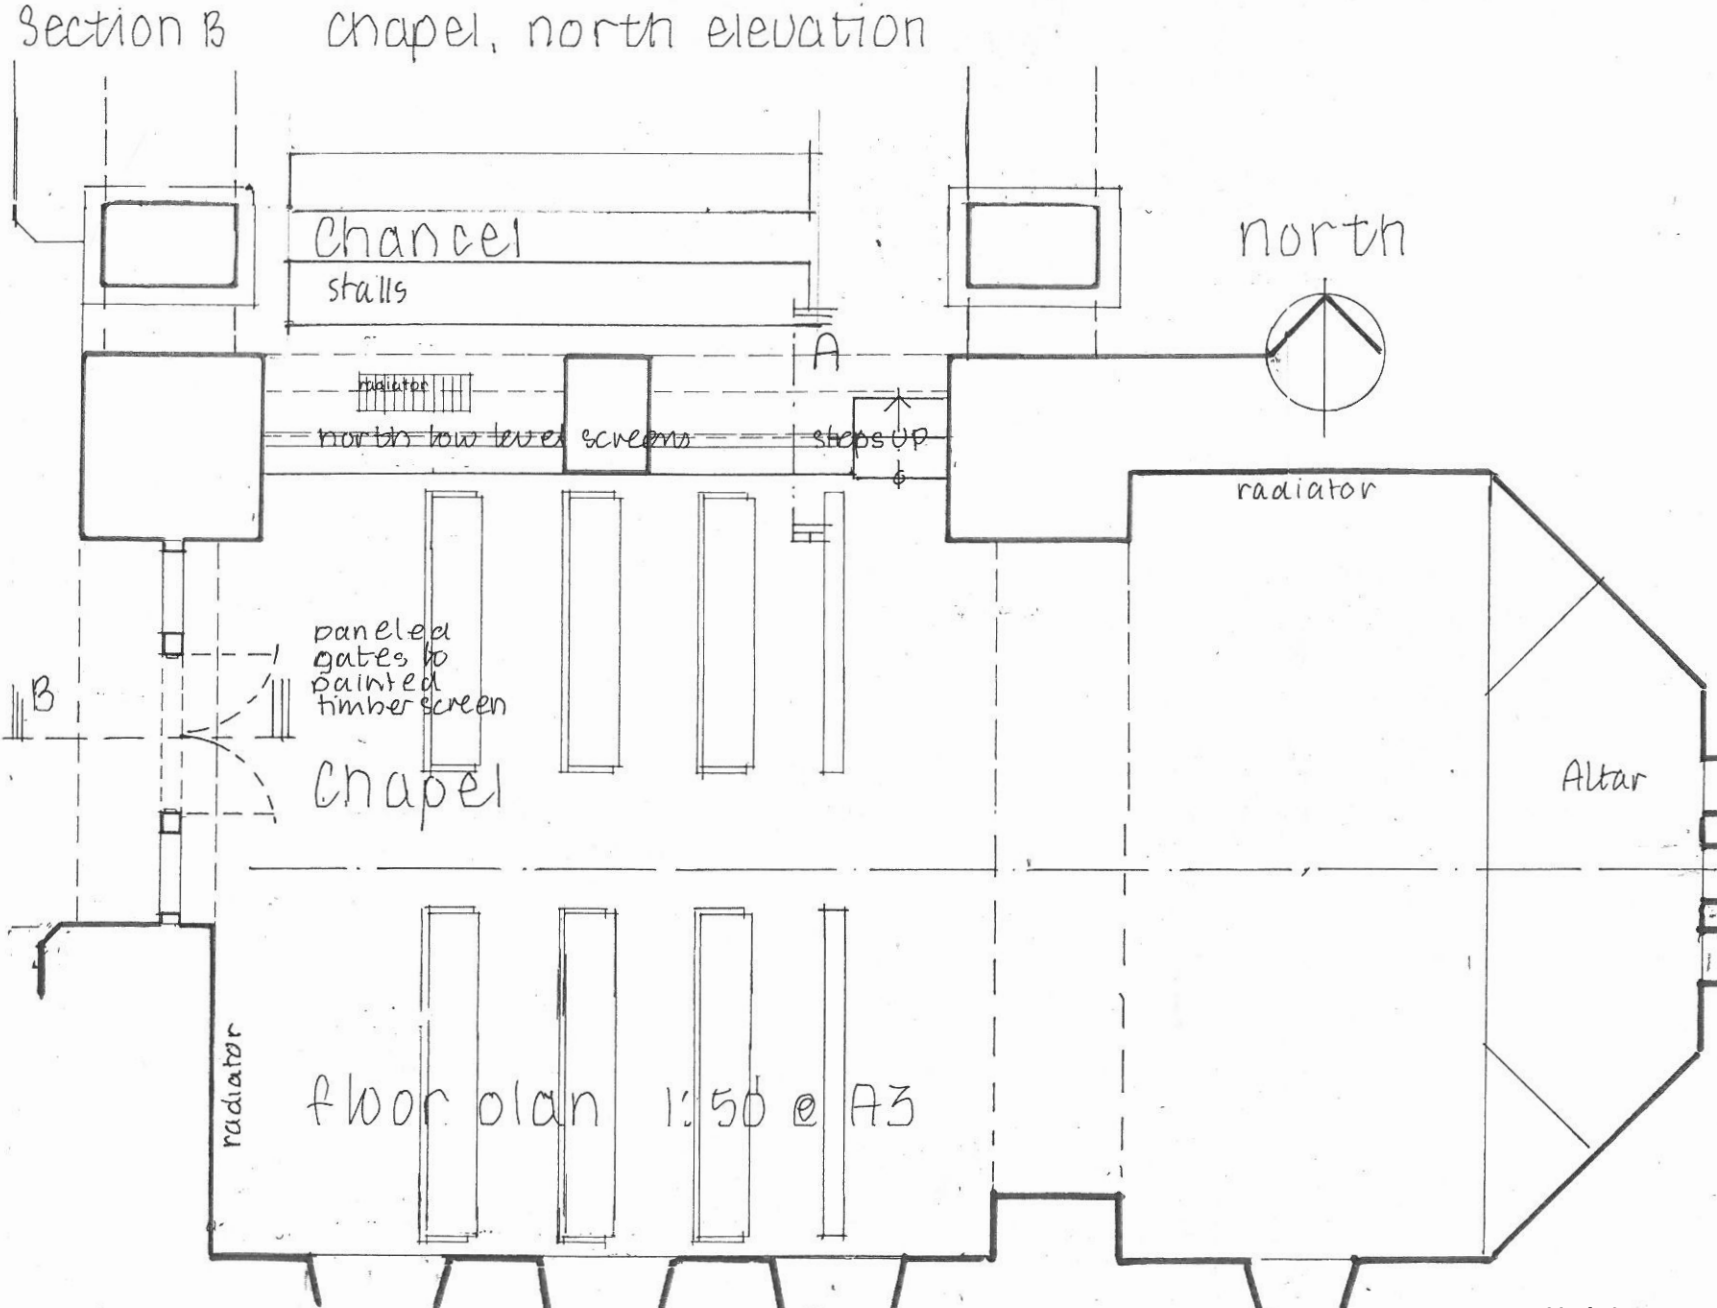 Section B chapel, north elevation
Chancel
stalls
north
A
radiator
north low level screens
steps UP
radiator
paneled
gates to
painted
timber screen
B
Chapel
Altar
radiator
floor plan 1:50 @ A3